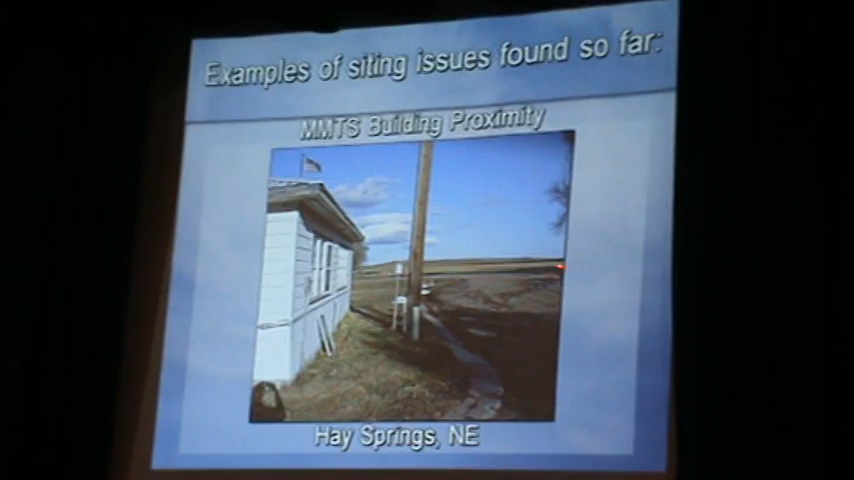 Examples of siting issues found so far:
MMTS Building Proximity
Hay Springs, NE